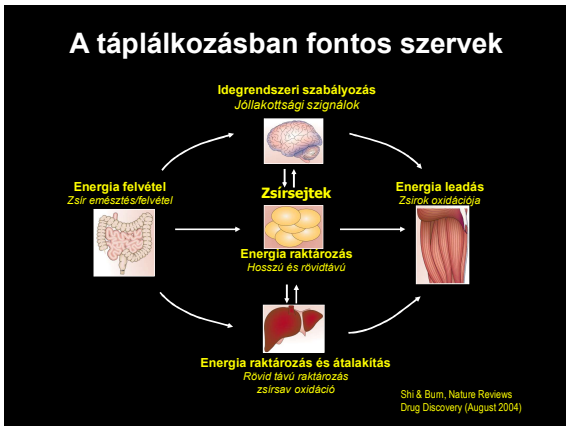 A táplálkozásban fontos szervek
Idegrendszeri szabályozás
Jóllakottsági szignálok
Energia felvétel
Zsír emésztés/felvétel
Zsírsejtek
Energia raktározás
Hosszú és rövidtávú
Energia leadás
Zsirok oxidációja
Energia raktározás és átalakítás
Rövid távú raktározás
zsírsav oxidáció
Shi & Burn, Nature Reviews
Drug Discovery (August 2004)